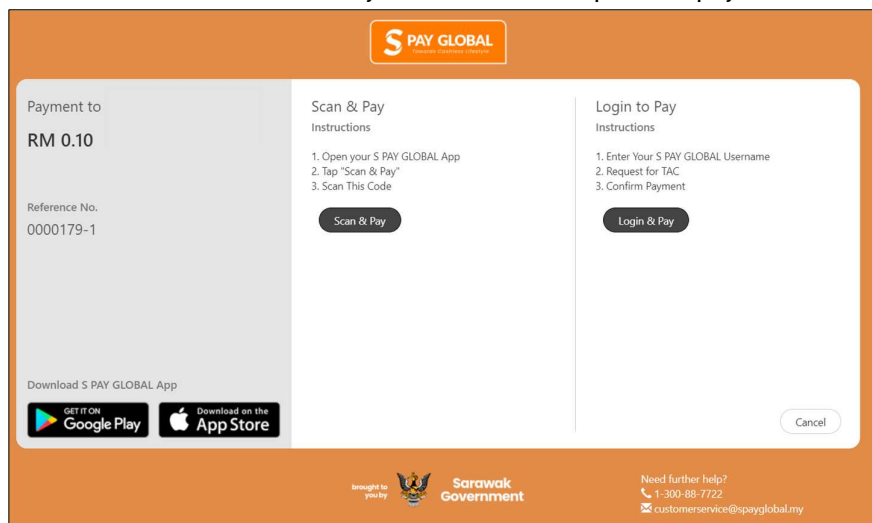 S PAY GLOBAL
Towards Cashless Lifestyle
Payment to
RM 0.10
Reference No.
0000179-1
Download S PAY GLOBAL App
GET IT ON
Google Play
Download on the
App Store
Scan & Pay
Instructions
1. Open your S PAY GLOBAL App
2. Tap "Scan & Pay"
3. Scan This Code
Scan & Pay
Login to Pay
Instructions
1. Enter Your S PAY GLOBAL Username
2. Request for TAC
3. Confirm Payment
Login & Pay
Cancel
brought to
you by
Sarawak
Government
Need further help?
1-300-88-7722
customerservice@spayglobal.my